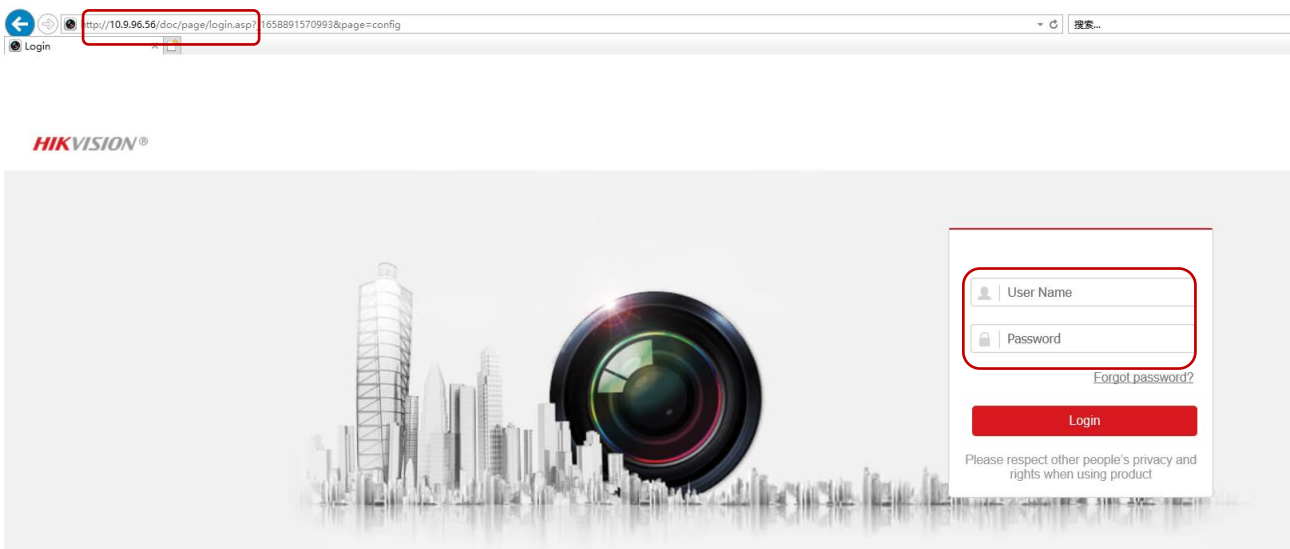 http://10.9.96.56/doc/page/login.asp?_1658891570993&page=config
搜索...
Login
HIKVISION®
User Name
Password
Forgot password?
Login
Please respect other people's privacy and
rights when using product